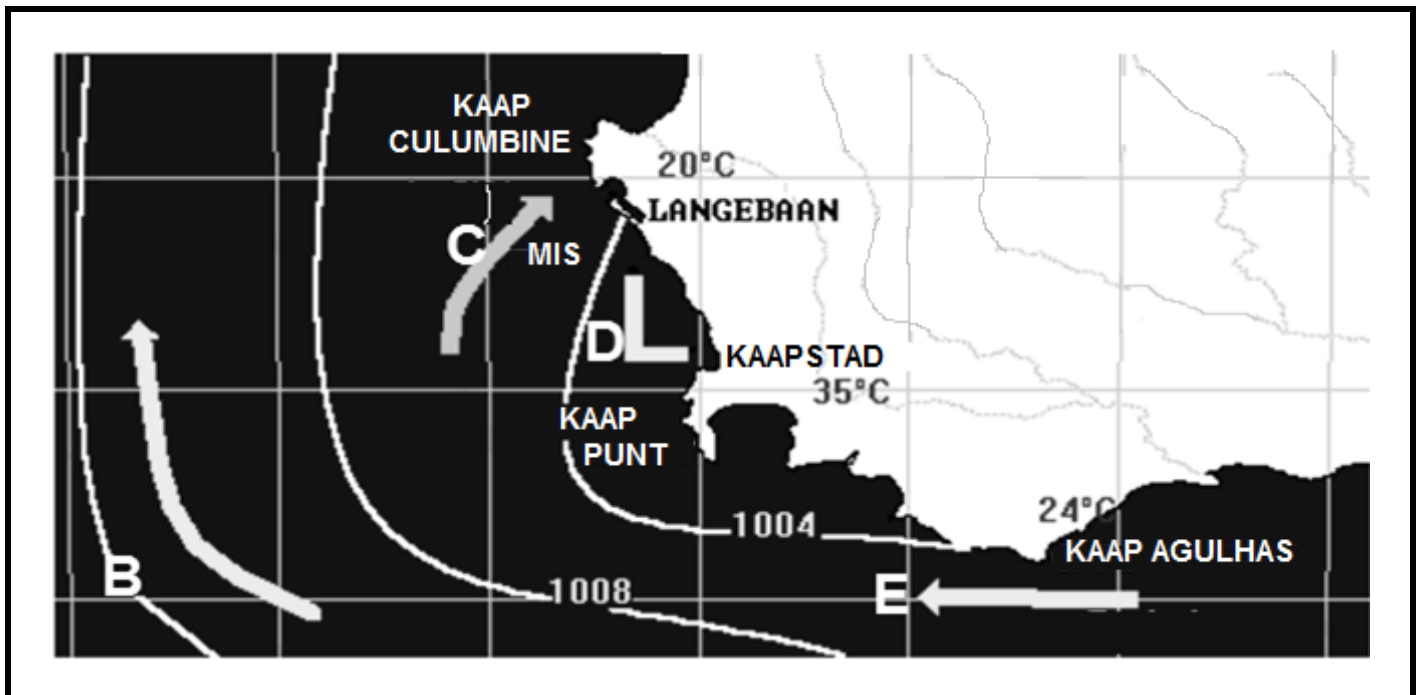 KAAP
CULUMBINE
20°C
LANGEBAAN
C
MIS
D
L
KAAPSTAD
35°C
KAAP
PUNT
24°C
1004
KAAP AGULHAS
B
1008
E